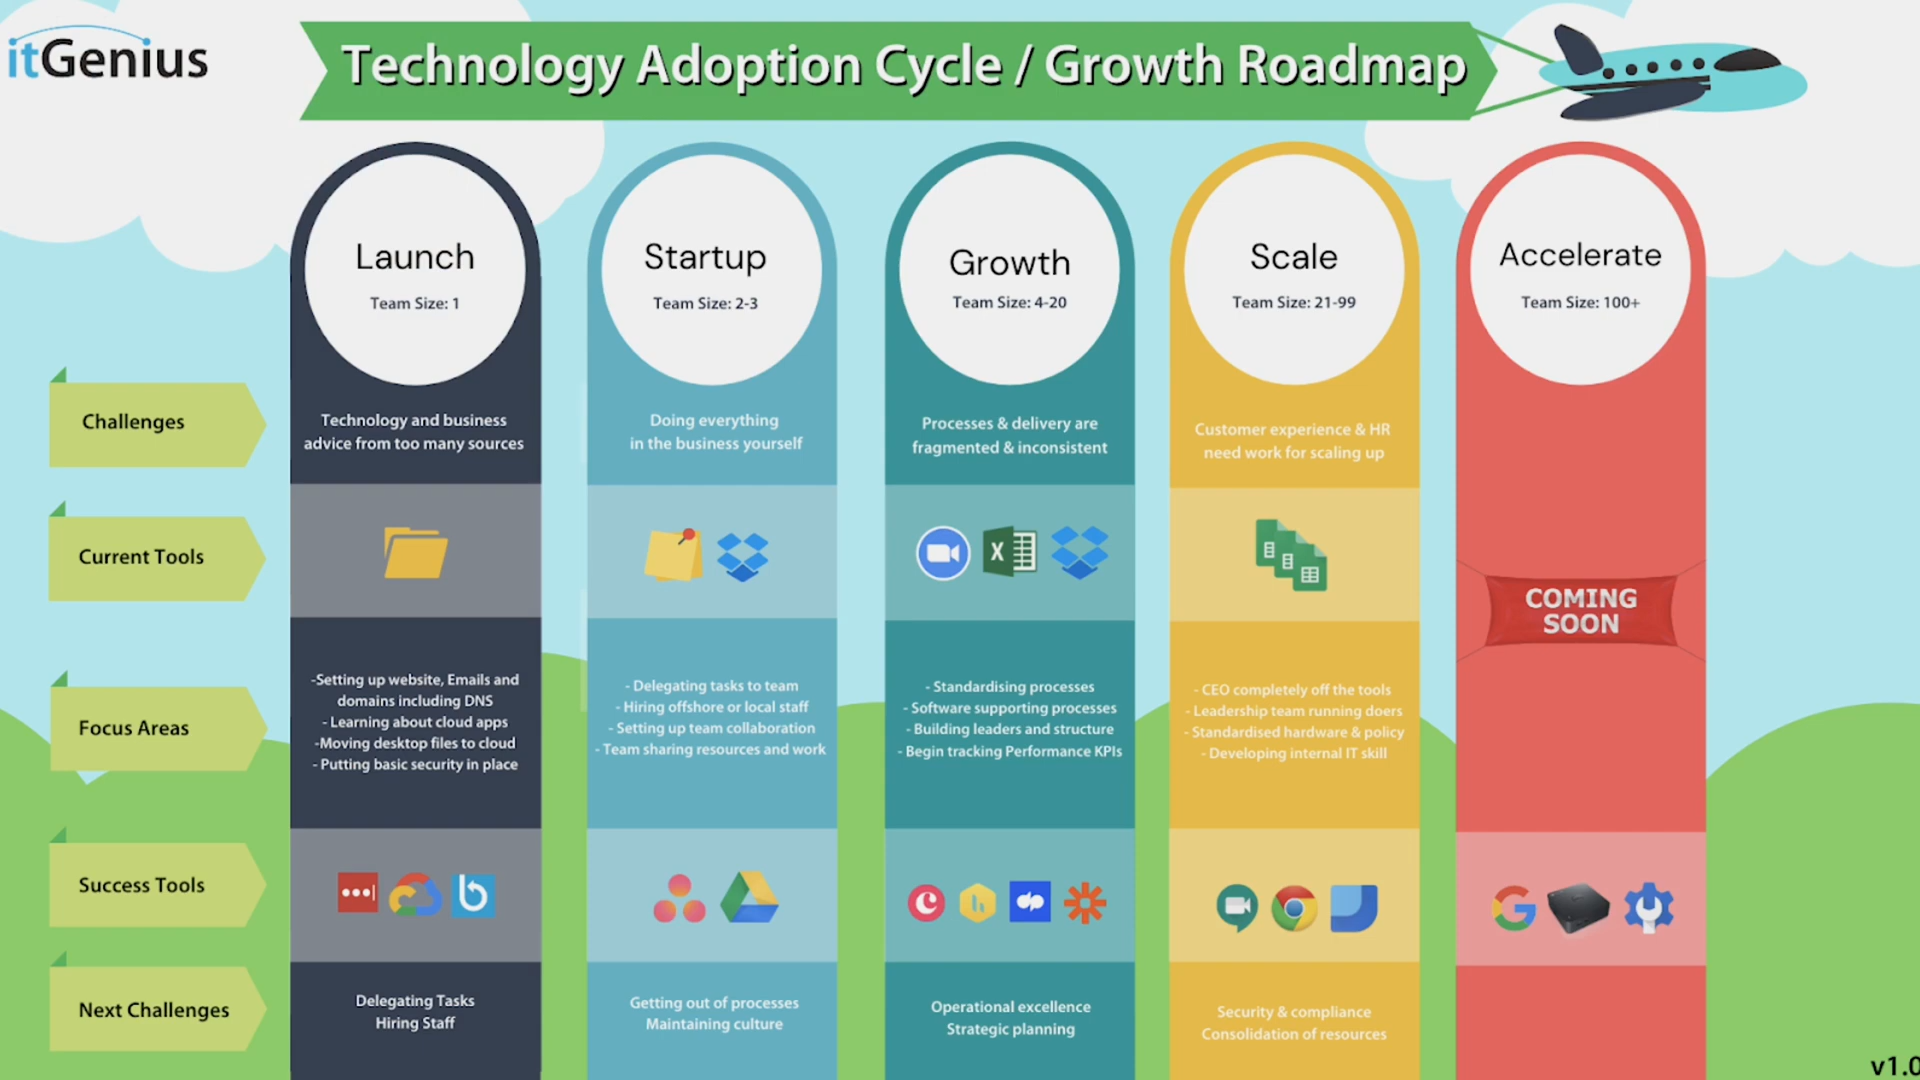 itGenius
Technology Adoption Cycle / Growth Roadmap
Launch
Team Size: 1
Startup
Team Size: 2-3
Growth
Team Size: 4-20
Scale
Team Size: 21-99
Accelerate
Team Size: 100+
Challenges
Technology and business
advice from too many sources
Doing everything
in the business yourself
Processes & delivery are
fragmented & inconsistent
Customer experience & HR
need work for scaling up
Current Tools
X
COMING
SOON
Focus Areas
-Setting up website, Emails and
domains including DNS
- Learning about cloud apps
-Moving desktop files to cloud
- Putting basic security in place
- Delegating tasks to team
- Hiring offshore or local staff
- Setting up team collaboration
- Team sharing resources and work
- Standardising processes
- Software supporting processes
- Building leaders and structure
- Begin tracking Performance KPIs
- CEO completely off the tools
- Leadership team running doers
- Standardised hardware & policy
- Developing internal IT skill
Success Tools
Next Challenges
Delegating Tasks
Hiring Staff
Getting out of processes
Maintaining culture
Operational excellence
Strategic planning
Security & compliance
Consolidation of resources
v1.0